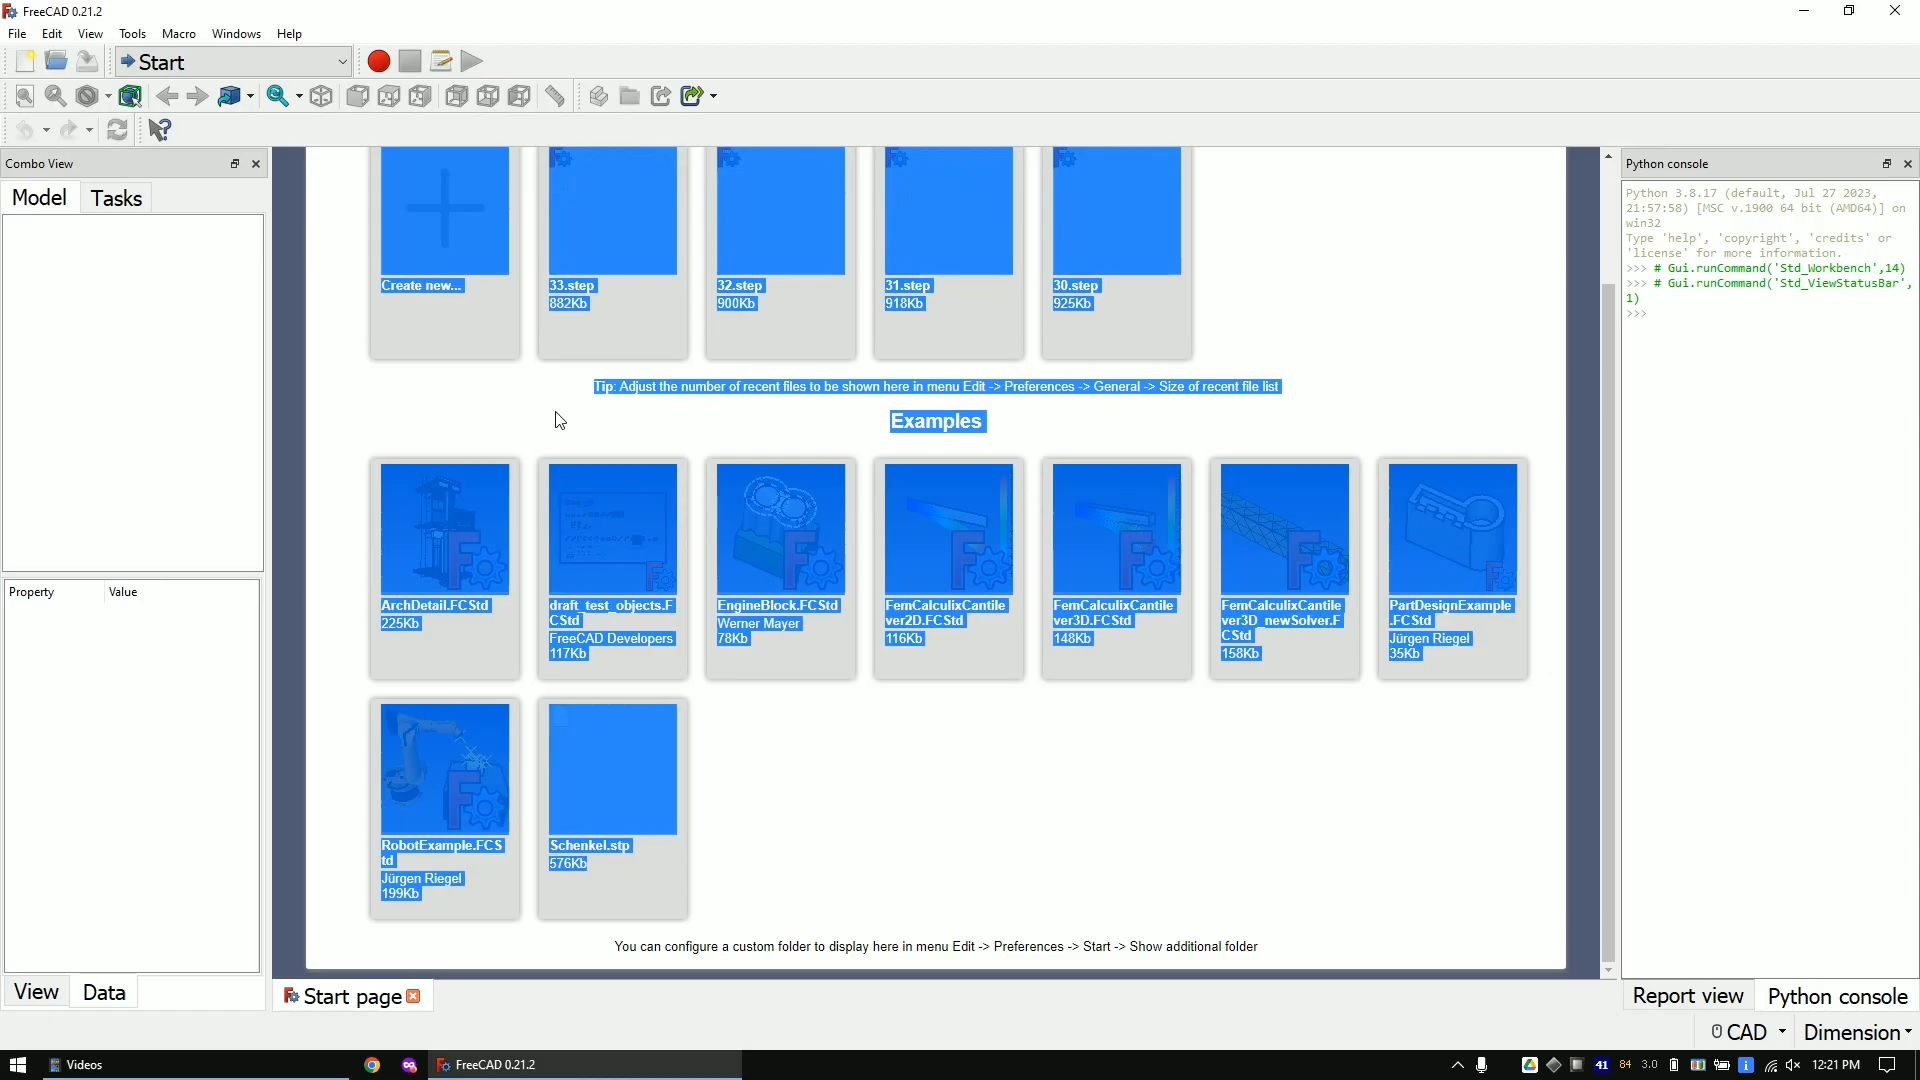 FreeCAD 0.21.2
File Edit View Tools Macro Windows Help
Start
Combo View
Model Tasks
Property Value
View Data
Create new...
33.step
882Kb
32.step
900Kb
31.step
918Kb
30.step
925Kb
Tip: Adjust the number of recent files to be shown here in menu Edit -> Preferences -> General -> Size of recent file list
Examples
ArchDetail.FCStd
225Kb
draft_test_objects.F
CStd
FreeCAD Developers
117Kb
EngineBlock.FCStd
Werner Mayer
78Kb
FemCalculixCantile
ver2D.FCStd
116Kb
FemCalculixCantile
ver3D.FCStd
148Kb
FemCalculixCantile
ver3D_newSolver.F
CStd
158Kb
PartDesignExample
.FCStd
Jürgen Riegel
35Kb
RobotExample.FCS
td
Jürgen Riegel
199Kb
Schenkel.stp
576Kb
You can configure a custom folder to display here in menu Edit -> Preferences -> Start -> Show additional folder
Start page
Python console
Python 3.8.17 (default, Jul 27 2023,
21:57:58) [MSC v.1900 64 bit (AMD64)] on
win32
Type 'help', 'copyright', 'credits' or
'license' for more information.
>>> # Gui.runCommand('Std_Workbench',14)
>>> # Gui.runCommand('Std_ViewStatusBar',
1)
>>>
Report view Python console
CAD Dimension
Videos
FreeCAD 0.21.2
41 84 3.0
12:21 PM